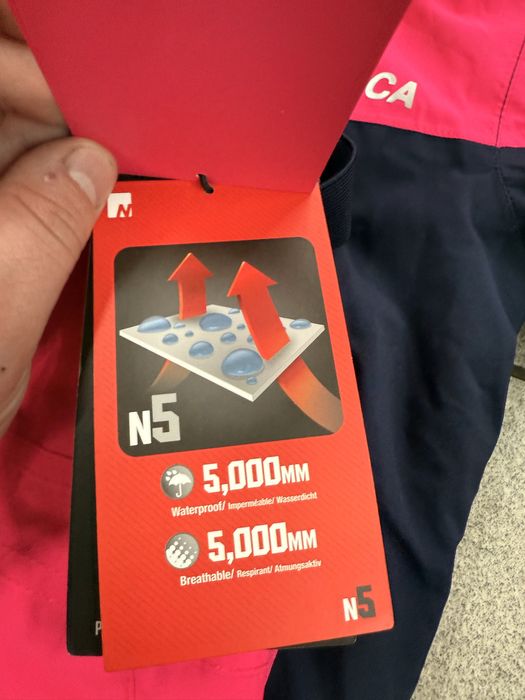 CA
N
N5
5,000MM
Waterproof/ Imperméable/ Wasserdicht
5,000MM
Breathable/ Respirant/ Atmungsaktiv
N5
P